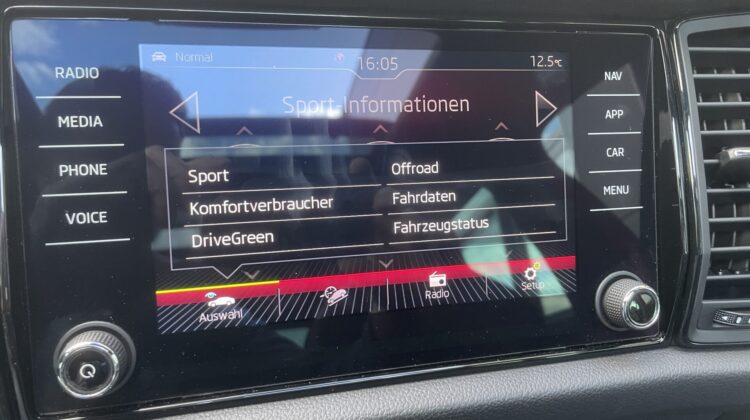 RADIO
MEDIA
PHONE
VOICE
Normal
16:05
12.5°C
Sport-Informationen
Sport
Komfortverbraucher
DriveGreen
Offroad
Fahrdaten
Fahrzeugstatus
Auswahl
Radio
Setup
NAV
APP
CAR
MENU